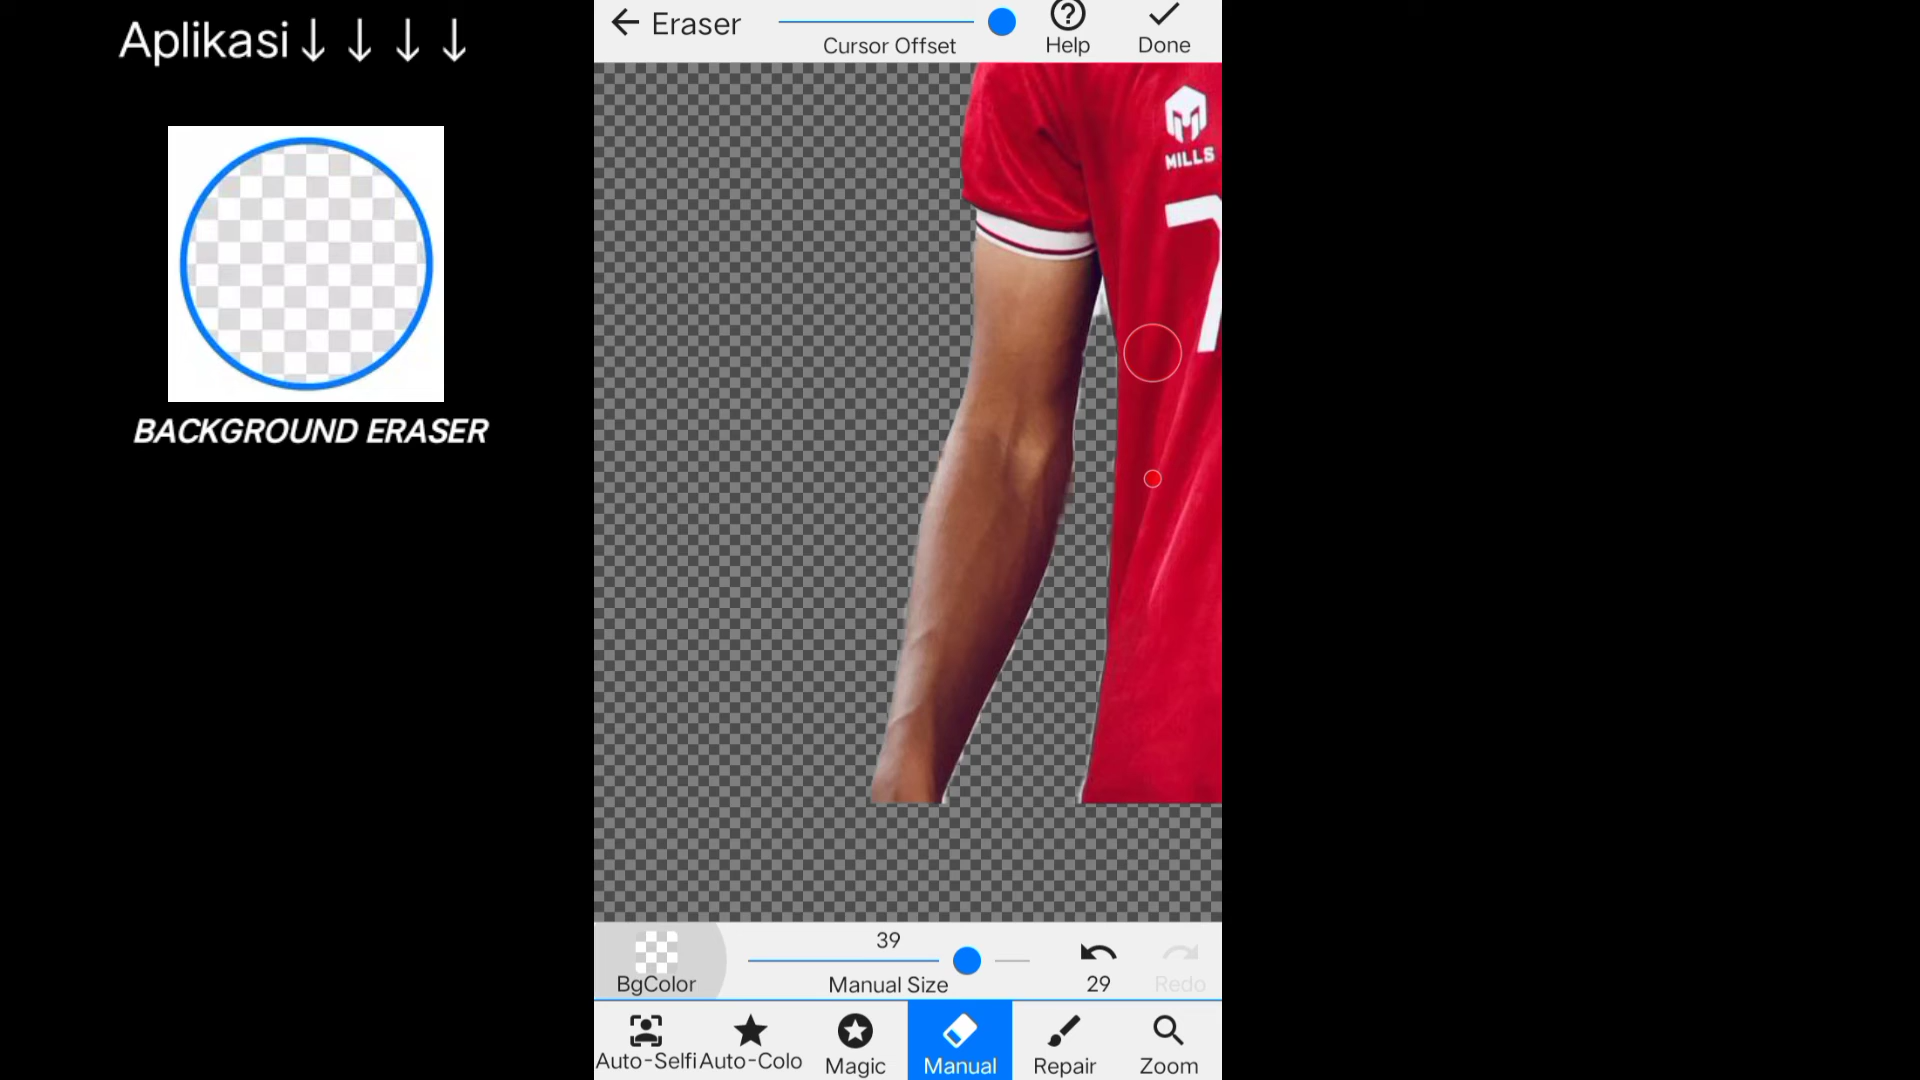 Aplikasi↓ ↓ ↓ ↓
BACKGROUND ERASER
Eraser
Cursor Offset
Help
Done
MILLS
7
39
BgColor
Manual Size
29
Redo
Auto-Selfi
Auto-Colo
Magic
Manual
Repair
Zoom